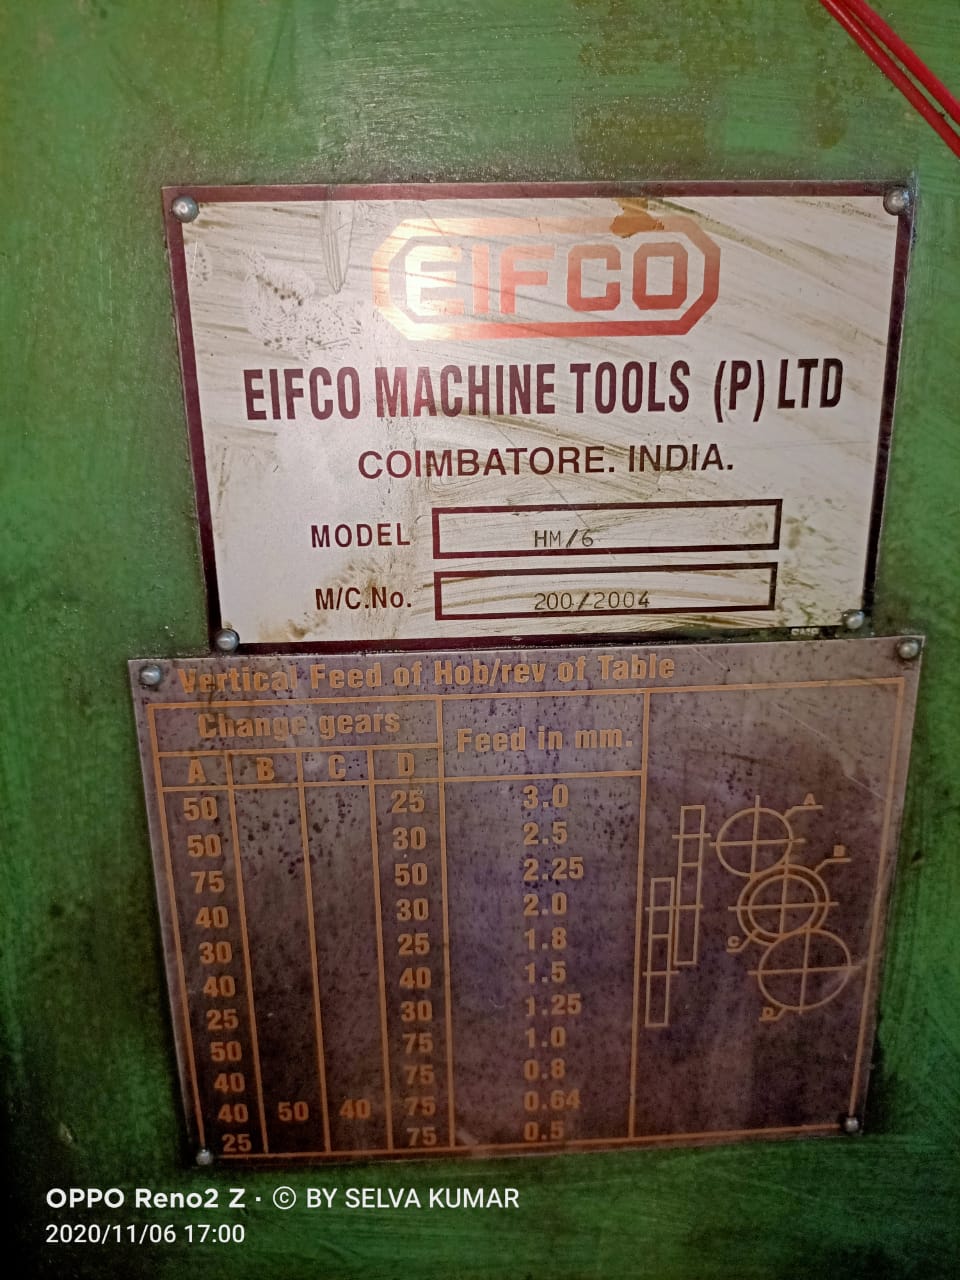 EIFCO
EIFCO MACHINE TOOLS (P) LTD
COIMBATORE. INDIA.
MODEL HM/6
M/C.No. 200/2004
Vertical Feed of Hob/rev of Table
Change gears
Feed in mm.
A B C D
50 25 3.0
50 30 2.5
75 50 2.25
40 30 2.0
30 25 1.8
40 40 1.5
25 30 1.25
50 75 1.0
40 75 0.8
40 50 40 75 0.64
25 75 0.5
A
B
C
D
OPPO Reno2 Z · © BY SELVA KUMAR
2020/11/06 17:00